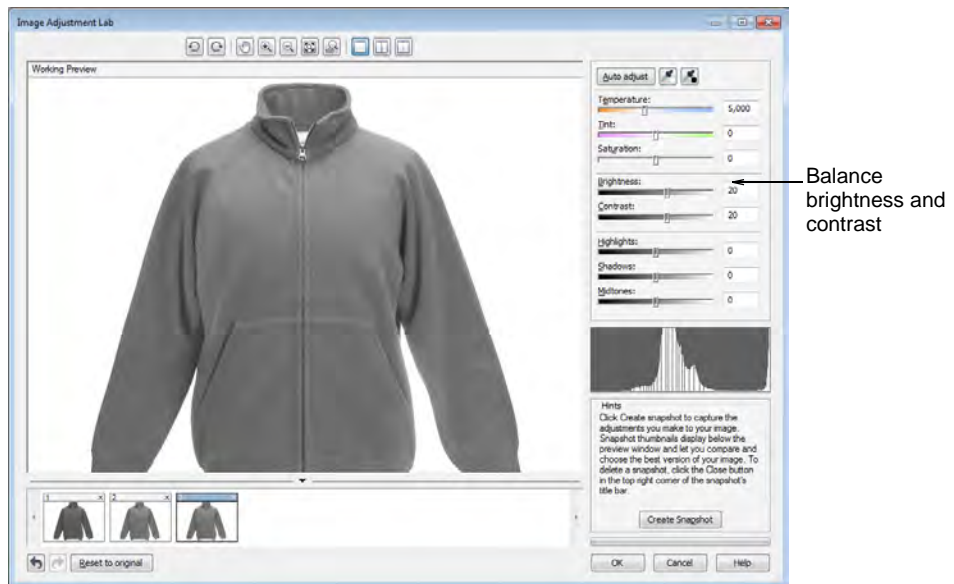 Image Adjustment Lab
Working Preview
Auto adjust
Temperature:
5,000
Tint:
0
Saturation:
0
Brightness:
20
Contrast:
20
Highlights:
0
Shadows:
0
Midtones:
0
Balance
brightness and
contrast
Hints
Click Create snapshot to capture the
adjustments you make to your image.
Snapshot thumbnails display below the
preview window and let you compare and
choose the best version of your image. To
delete a snapshot, click the Close button
in the top right corner of the snapshot's
title bar.
Create Snapshot
1
2
Reset to original
OK
Cancel
Help